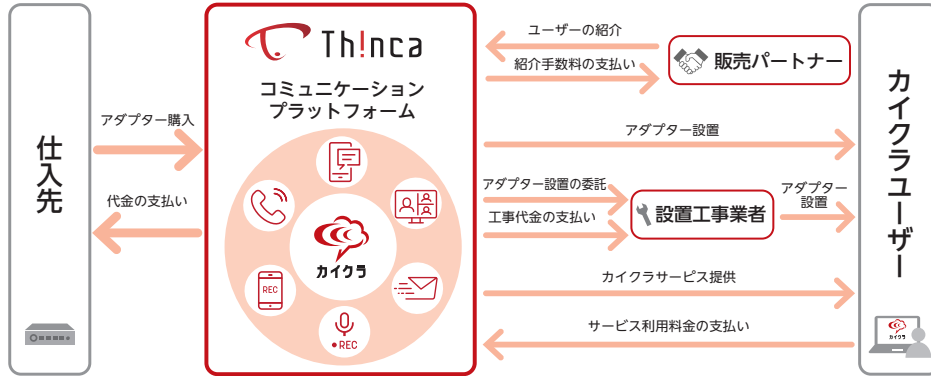 仕入先
アダプター購入
代金の支払い
Th!nca
コミュニケーション
プラットフォーム
カイクラ
REC
●REC
ユーザーの紹介
紹介手数料の支払い
販売パートナー
アダプター設置
アダプター設置の委託
工事代金の支払い
設置工事業者
アダプター
設置
カイクラサービス提供
サービス利用料金の支払い
カイクラユーザー
カイクラ